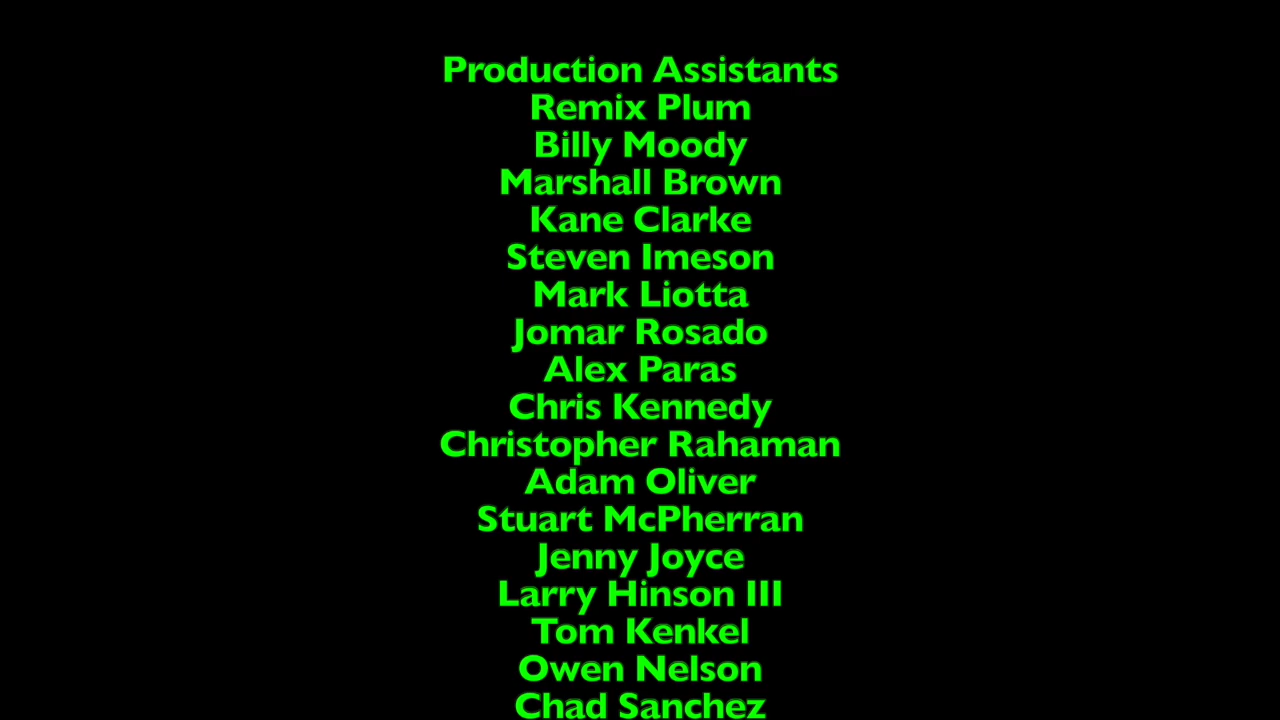 Production Assistants
Remix Plum
Billy Moody
Marshall Brown
Kane Clarke
Steven Imeson
Mark Liotta
Jomar Rosado
Alex Paras
Chris Kennedy
Christopher Rahaman
Adam Oliver
Stuart McPherran
Jenny Joyce
Larry Hinson III
Tom Kenkel
Owen Nelson
Chad Sanchez